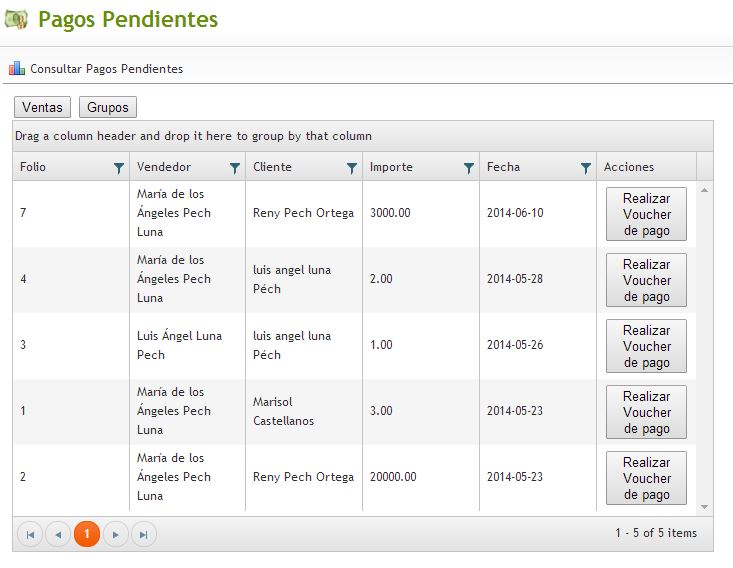 Pagos Pendientes
Consultar Pagos Pendientes
Ventas Grupos
Drag a column header and drop it here to group by that column
Folio Vendedor Cliente Importe Fecha Acciones
7 María de los Ángeles Pech Luna Reny Pech Ortega 3000.00 2014-06-10 Realizar Voucher de pago
4 María de los Ángeles Pech Luna luis angel luna Péch 2.00 2014-05-28 Realizar Voucher de pago
3 Luis Ángel Luna Pech luis angel luna Péch 1.00 2014-05-26 Realizar Voucher de pago
1 María de los Ángeles Pech Luna Marisol Castellanos 3.00 2014-05-23 Realizar Voucher de pago
2 María de los Ángeles Pech Luna Reny Pech Ortega 20000.00 2014-05-23 Realizar Voucher de pago
1 1 - 5 of 5 items